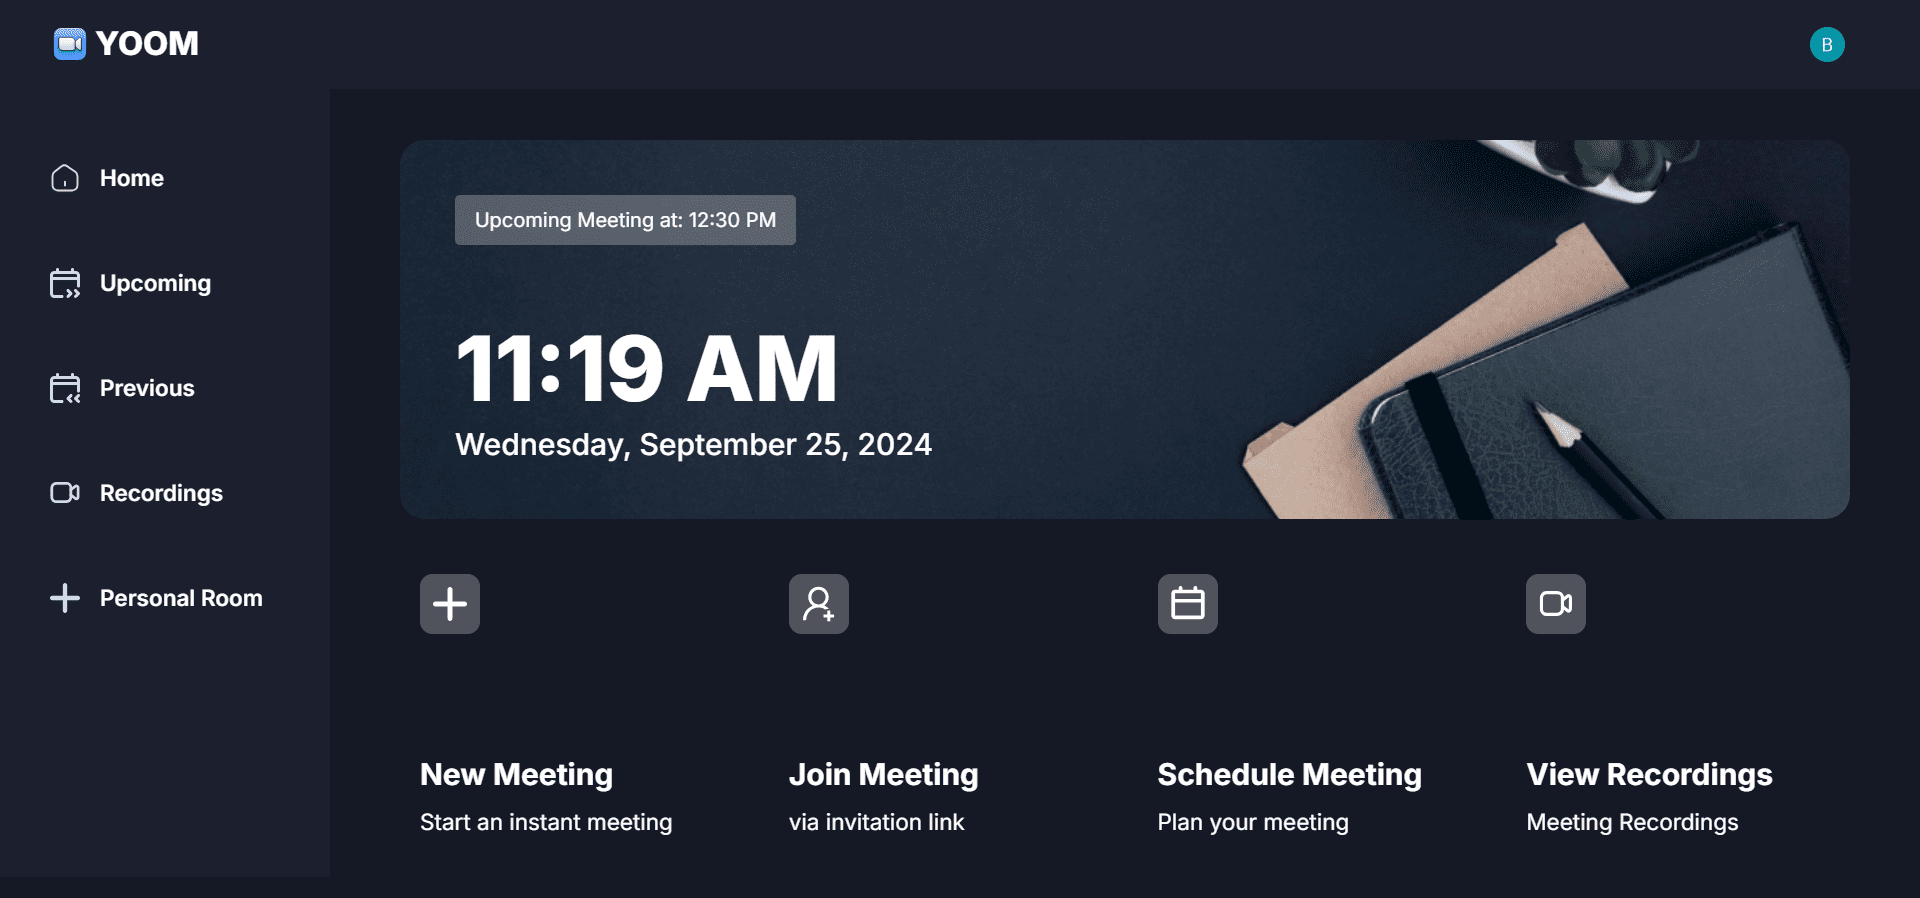 YOOM
B
Home
Upcoming
Previous
Recordings
Personal Room
Upcoming Meeting at: 12:30 PM
11:19 AM
Wednesday, September 25, 2024
New Meeting
Start an instant meeting
Join Meeting
via invitation link
Schedule Meeting
Plan your meeting
View Recordings
Meeting Recordings